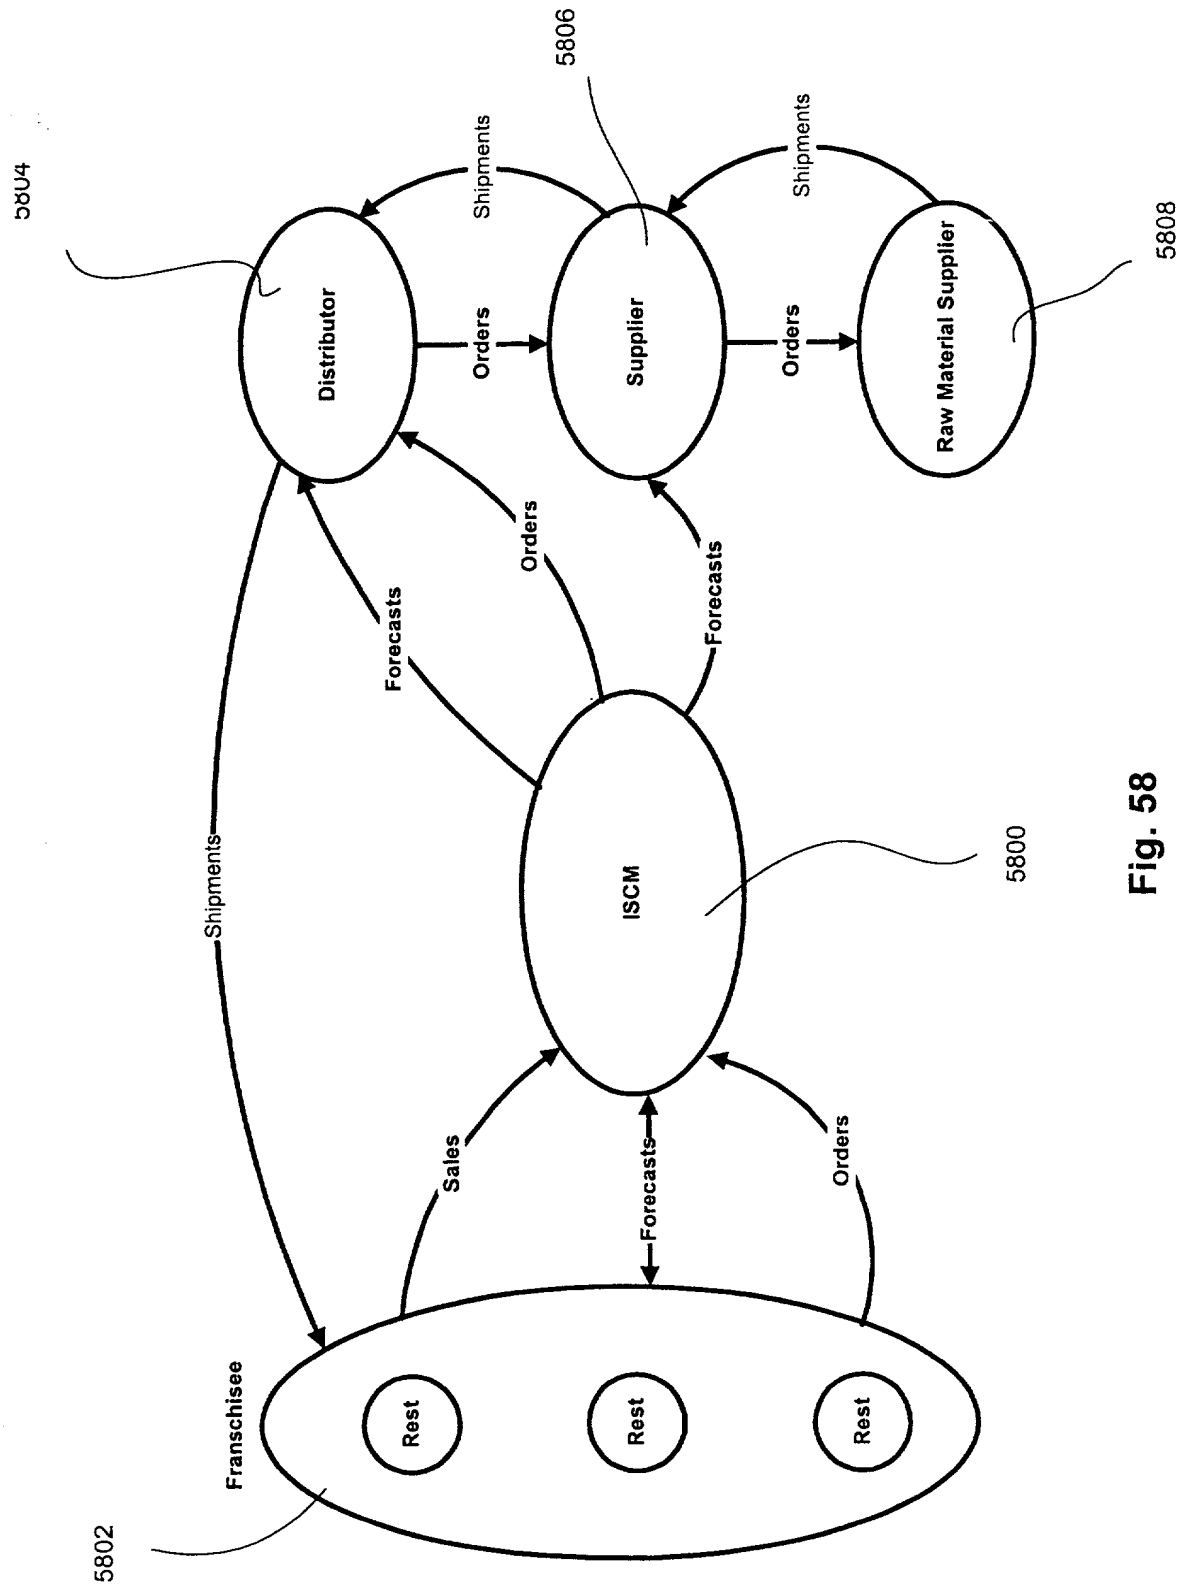 5802
Franschisee
Rest
Rest
Rest
Shipments
Sales
Forecasts
Orders
ISCM
5800
Forecasts
Orders
Forecasts
5804
Distributor
Shipments
Orders
5806
Supplier
Shipments
Orders
Raw Material Supplier
5808
Fig. 58